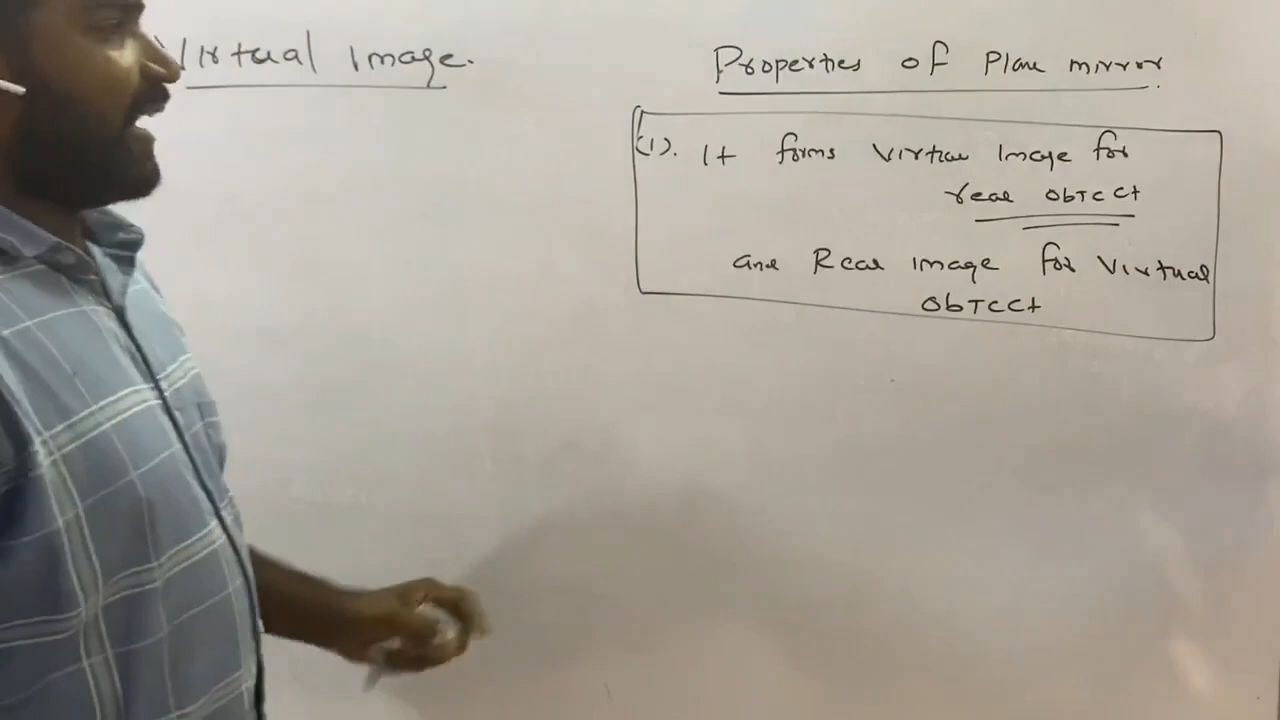 Virtual Image.
Properties of Plane mirror
(1). It forms Virtual Image for
real Object
and Real image for Virtual
Object